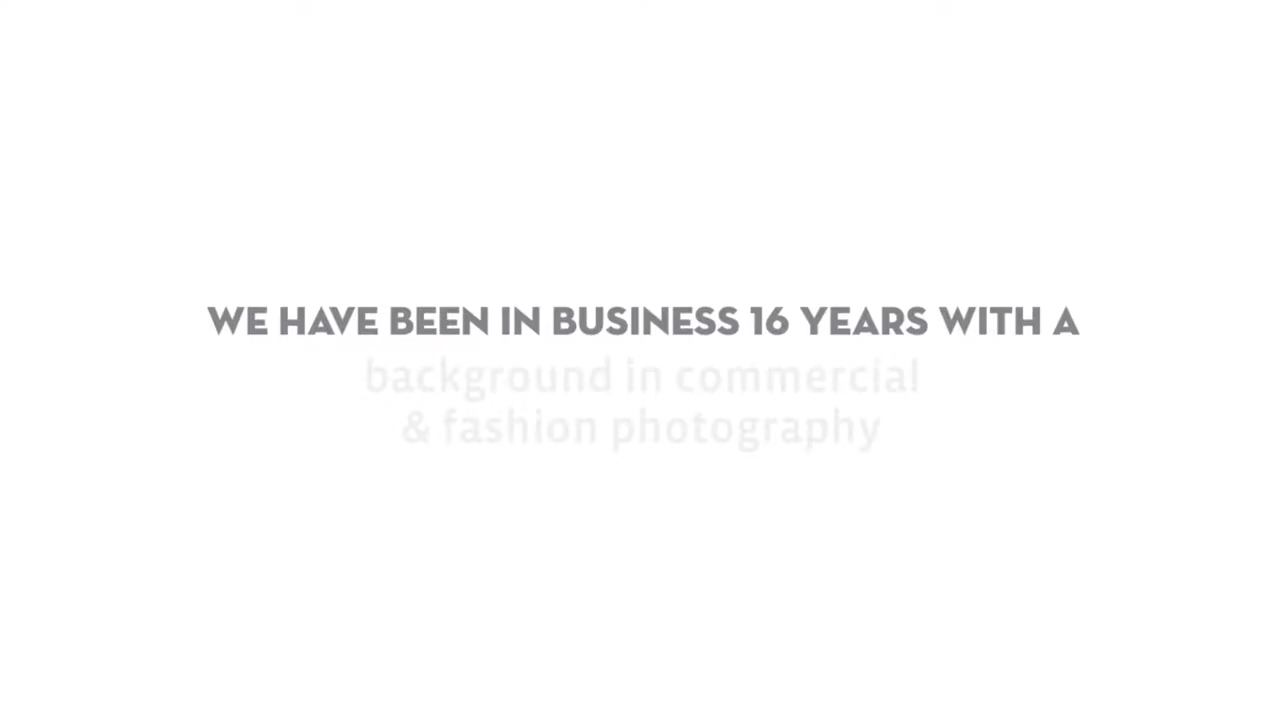 WE HAVE BEEN IN BUSINESS 16 YEARS WITH A
background in commercial
& fashion photography